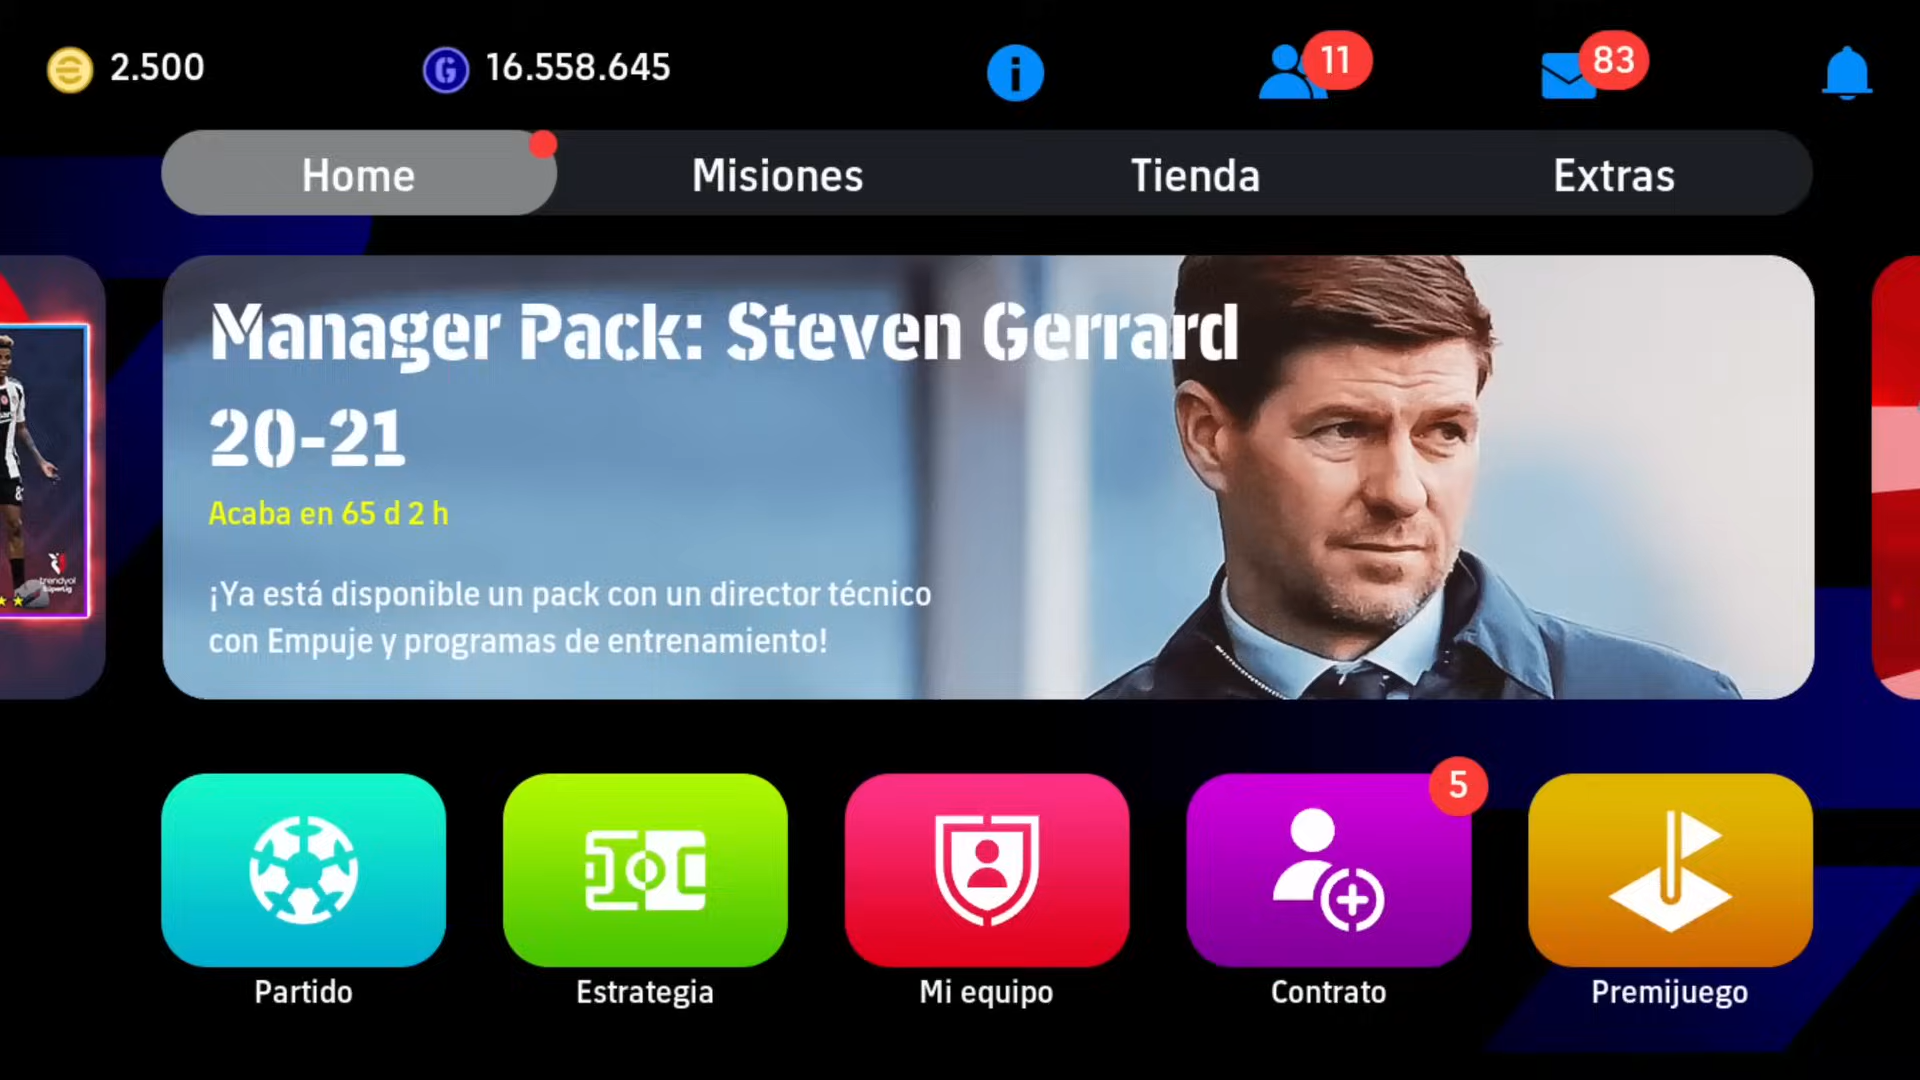 2.500
16.558.645
11
83
Home
Misiones
Tienda
Extras
Manager Pack: Steven Gerrard
20-21
Acaba en 65 d 2 h
¡Ya está disponible un pack con un director técnico
con Empuje y programas de entrenamiento!
trendyol
SüperLig
5
Partido
Estrategia
Mi equipo
Contrato
Premijuego